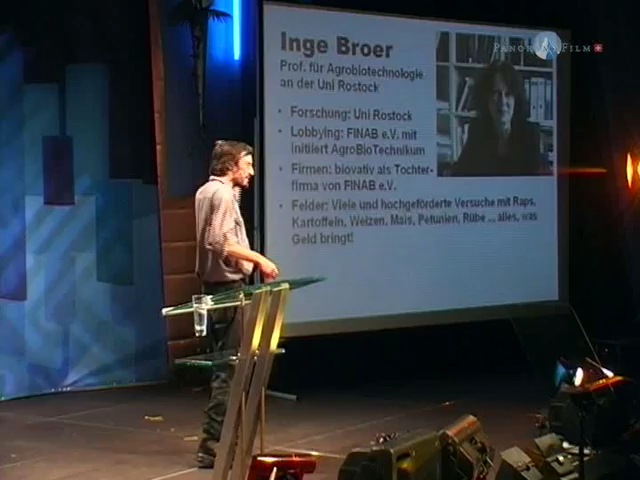 PANORAMA FILM
Inge Broer
Prof. für Agrobiotechnologie
an der Uni Rostock
• Forschung: Uni Rostock
• Lobbying: FINAB e.V. mit
initiiert AgroBioTechnikum
• Firmen: biovativ als Tochter-
firma von FINAB e.V.
• Felder: Viele und hochgeförderte Versuche mit Raps,
Kartoffeln, Weizen, Mais, Petunien, Rübe ... alles, was
Geld bringt!